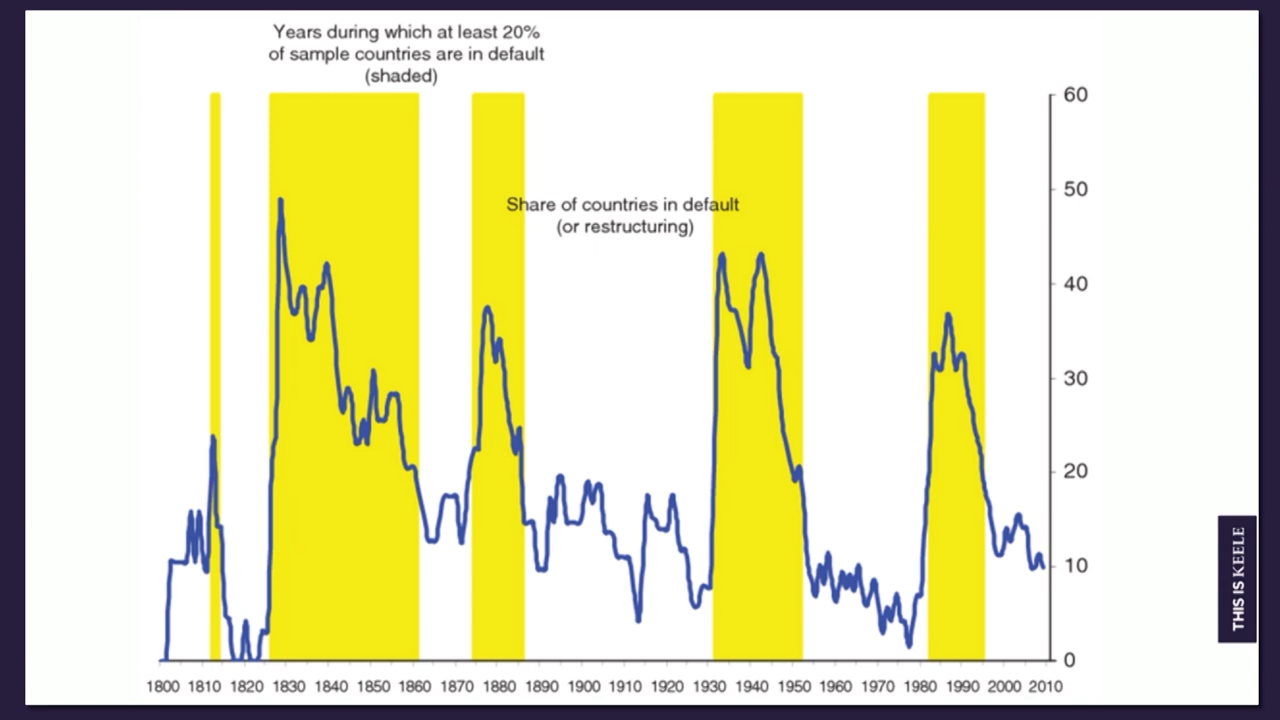 Years during which at least 20%
of sample countries are in default
(shaded)
60
50
Share of countries in default
(or restructuring)
40
30
20
10
0
1800 1810 1820 1830 1840 1850 1860 1870 1880 1890 1900 1910 1920 1930 1940 1950 1960 1970 1980 1990 2000 2010
THIS IS KEELE